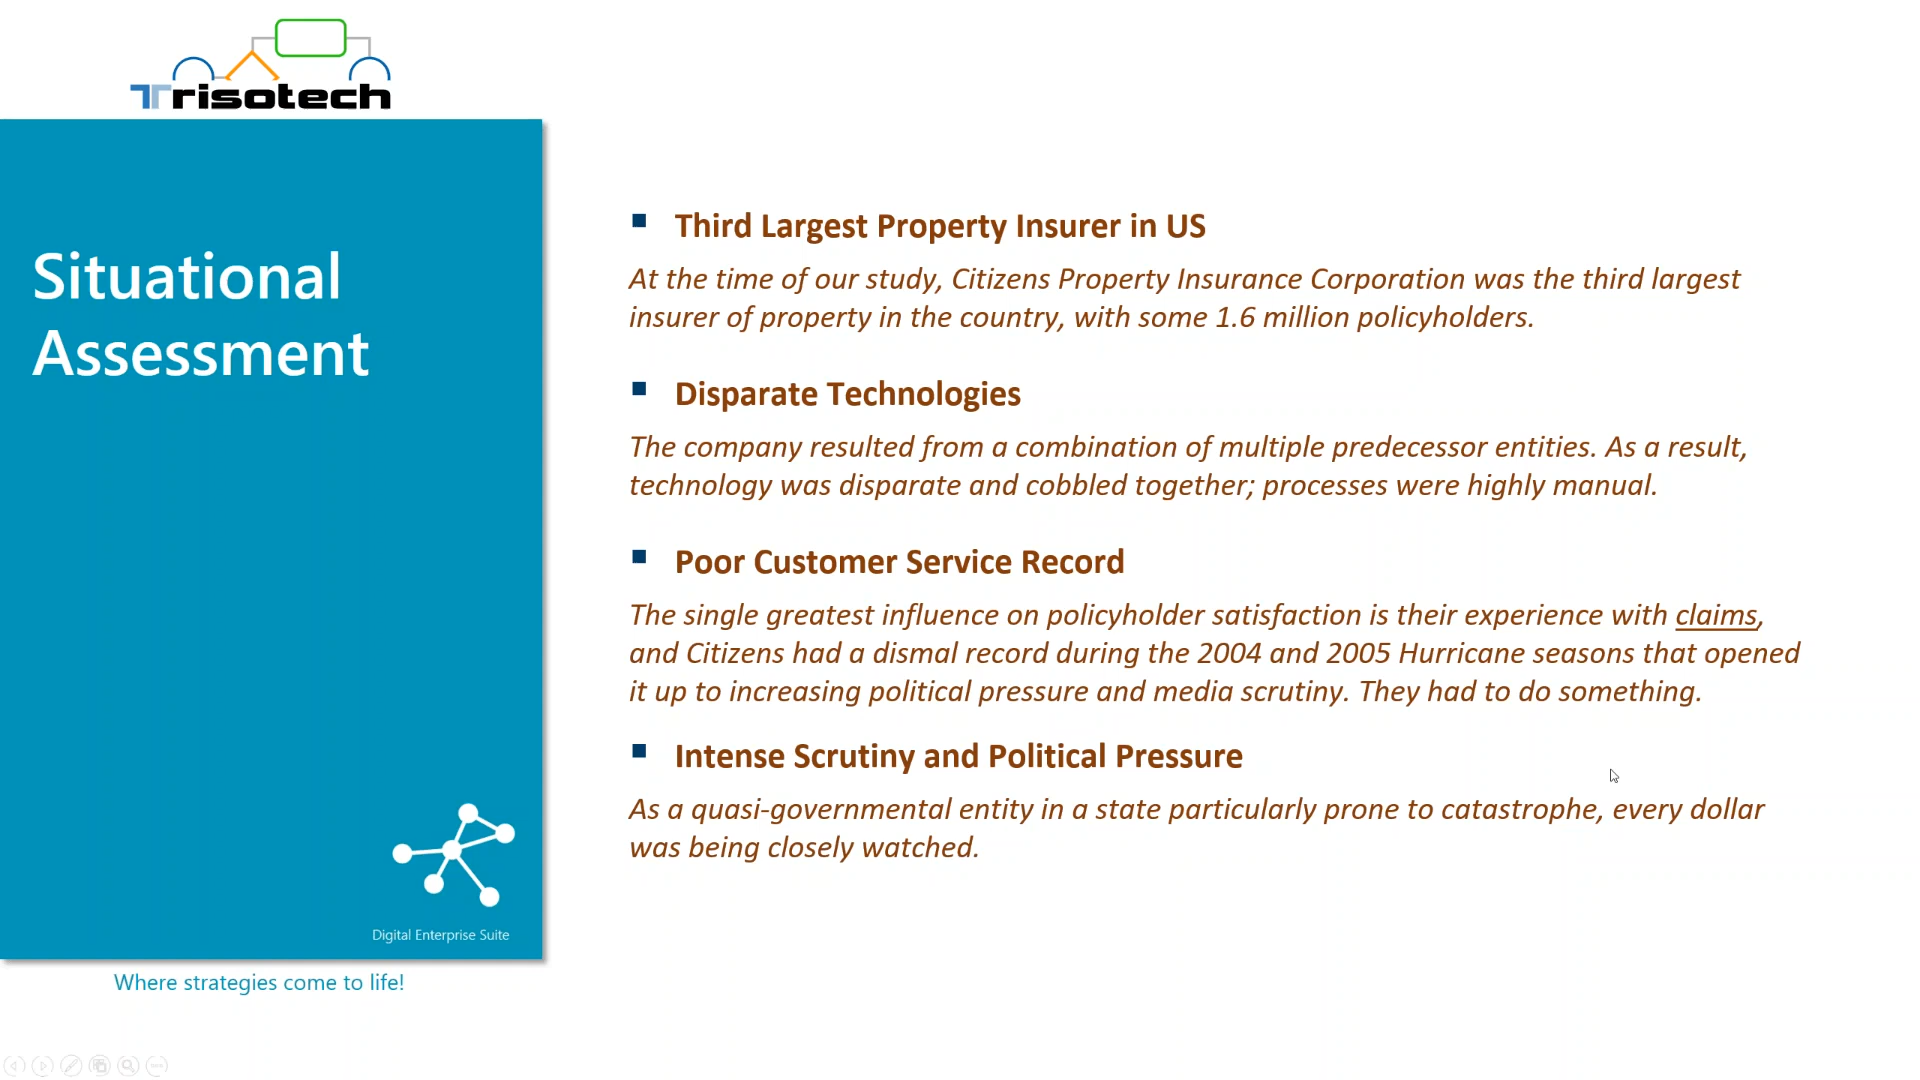 Trisotech
Situational
Assessment
Third Largest Property Insurer in US
At the time of our study, Citizens Property Insurance Corporation was the third largest
insurer of property in the country, with some 1.6 million policyholders.
Disparate Technologies
The company resulted from a combination of multiple predecessor entities. As a result,
technology was disparate and cobbled together; processes were highly manual.
Poor Customer Service Record
The single greatest influence on policyholder satisfaction is their experience with claims,
and Citizens had a dismal record during the 2004 and 2005 Hurricane seasons that opened
it up to increasing political pressure and media scrutiny. They had to do something.
Intense Scrutiny and Political Pressure
As a quasi-governmental entity in a state particularly prone to catastrophe, every dollar
was being closely watched.
Digital Enterprise Suite
Where strategies come to life!